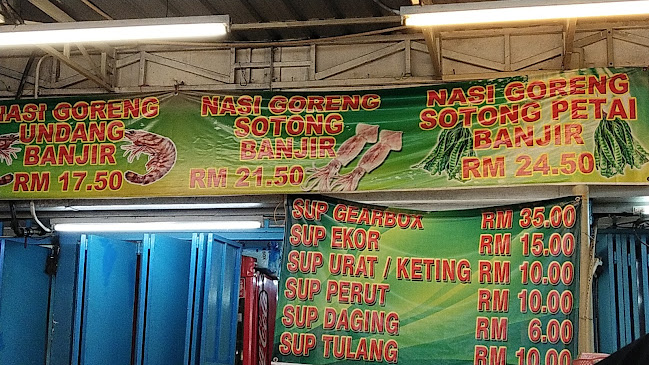 NASI GORENG
UNDANG
BANJIR
RM 17.50
NASI GORENG
SOTONG
BANJIR
RM 21.50
NASI GORENG
SOTONG PETAI
BANJIR
RM 24.50
SUP GEARBOX RM 35.00
SUP EKOR RM 15.00
SUP URAT / KETING RM 10.00
SUP PERUT RM 10.00
SUP DAGING RM 6.00
SUP TULANG RM 10.00